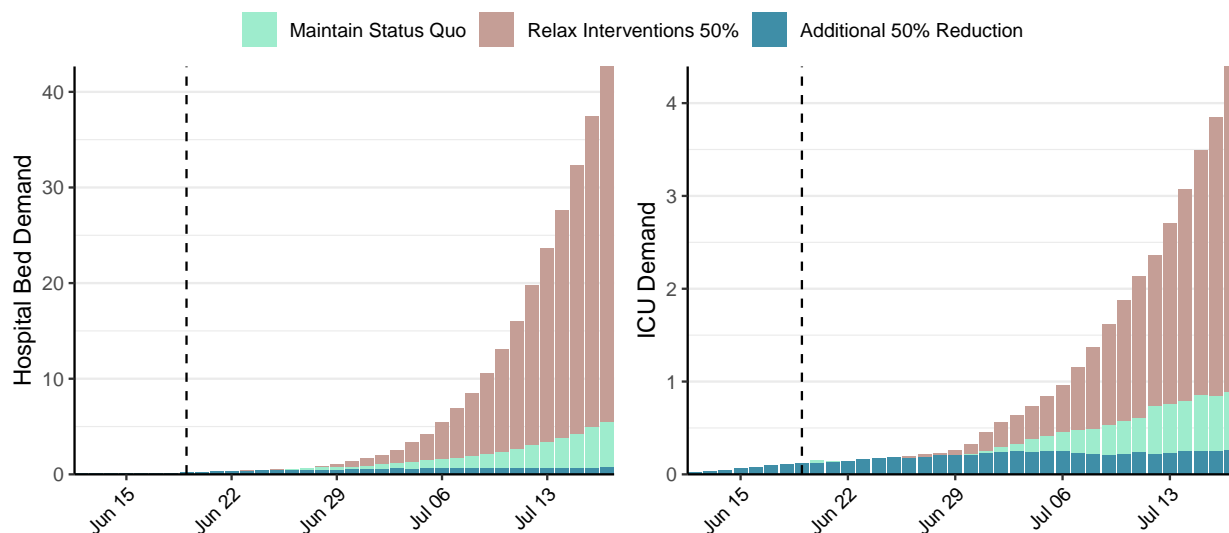 Maintain Status Quo Relax Interventions 50% Additional 50% Reduction
Hospital Bed Demand
40
30
20
10
0
Jun 15 Jun 22 Jun 29 Jul 06 Jul 13
ICU Demand
4
3
2
1
0
Jun 15 Jun 22 Jun 29 Jul 06 Jul 13